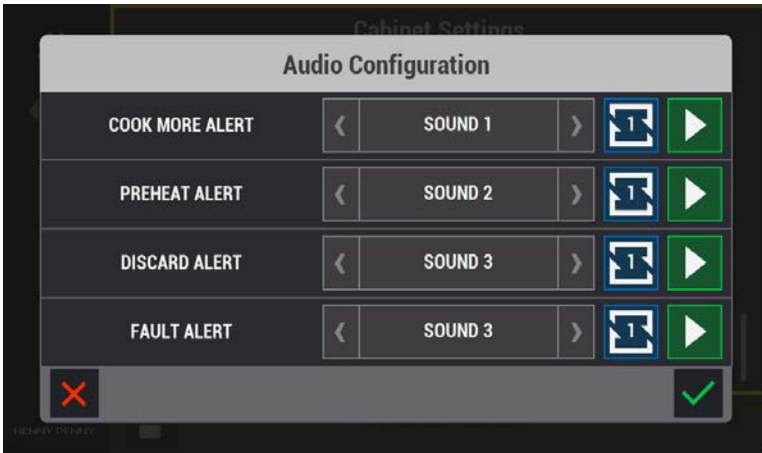 Cabinet Settings
Audio Configuration
COOK MORE ALERT SOUND 1 1
PREHEAT ALERT SOUND 2 1
DISCARD ALERT SOUND 3 1
FAULT ALERT SOUND 3 1
HENNY PENNY